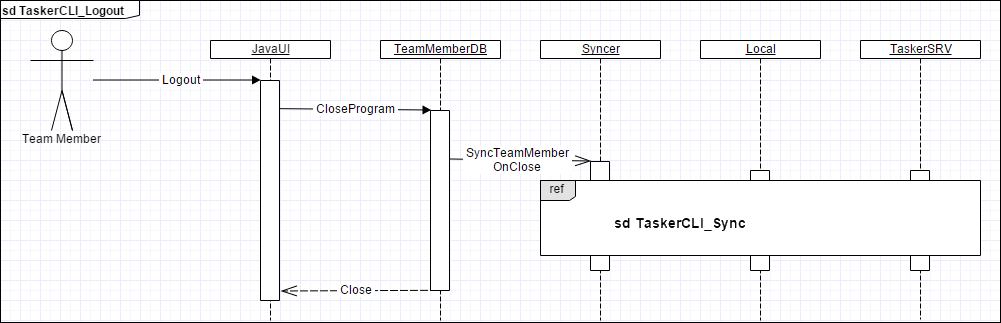 sd TaskerCLI_Logout
JavaUI
TeamMemberDB
Syncer
Local
TaskerSRV
Logout
CloseProgram
Team Member
SyncTeamMember
OnClose
ref
sd TaskerCLI_Sync
Close